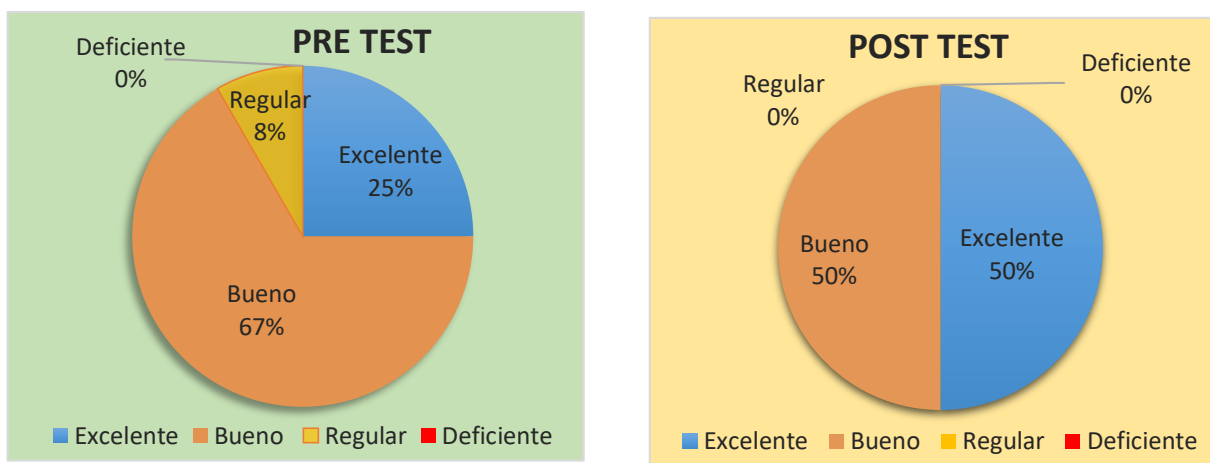 PRE TEST
Deficiente
0%
Regular
8%
Excelente
25%
Bueno
67%
Excelente Bueno Regular Deficiente
POST TEST
Regular
0%
Deficiente
0%
Bueno
50%
Excelente
50%
Excelente Bueno Regular Deficiente